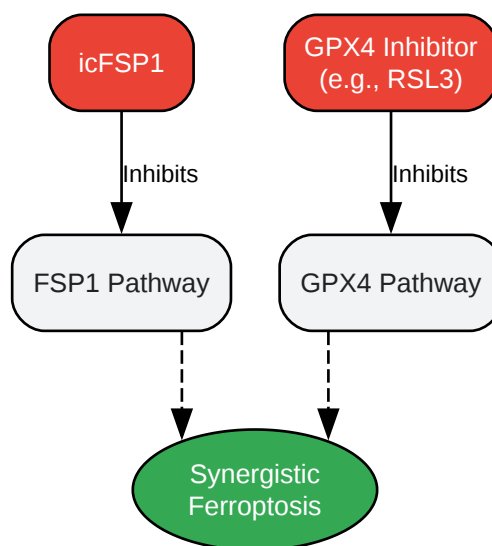 icFSP1
GPX4 Inhibitor
(e.g., RSL3)
Inhibits
Inhibits
FSP1 Pathway
GPX4 Pathway
Synergistic
Ferroptosis